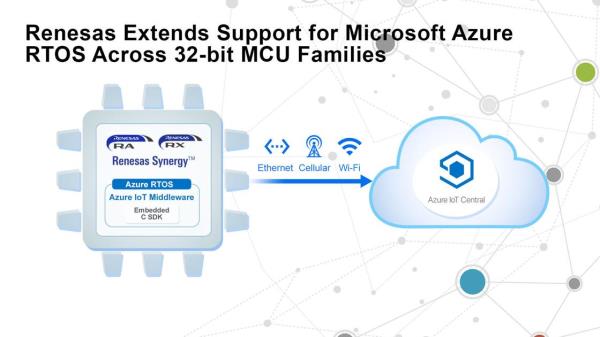 Renesas Extends Support for Microsoft Azure
RTOS Across 32-bit MCU Families
RENESAS RENESAS
RA RX
Renesas Synergy™
Azure RTOS
Azure IoT Middleware
Embedded
C SDK
Ethernet Cellular Wi-Fi
Azure IoT Central